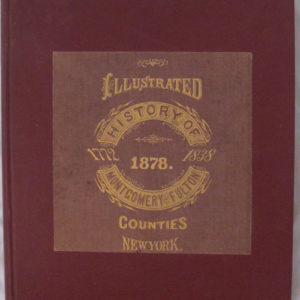 ILLUSTRATED
HISTORY OF
1772 1838
1878.
MONTGOMERY & FULTON
COUNTIES
NEW YORK.